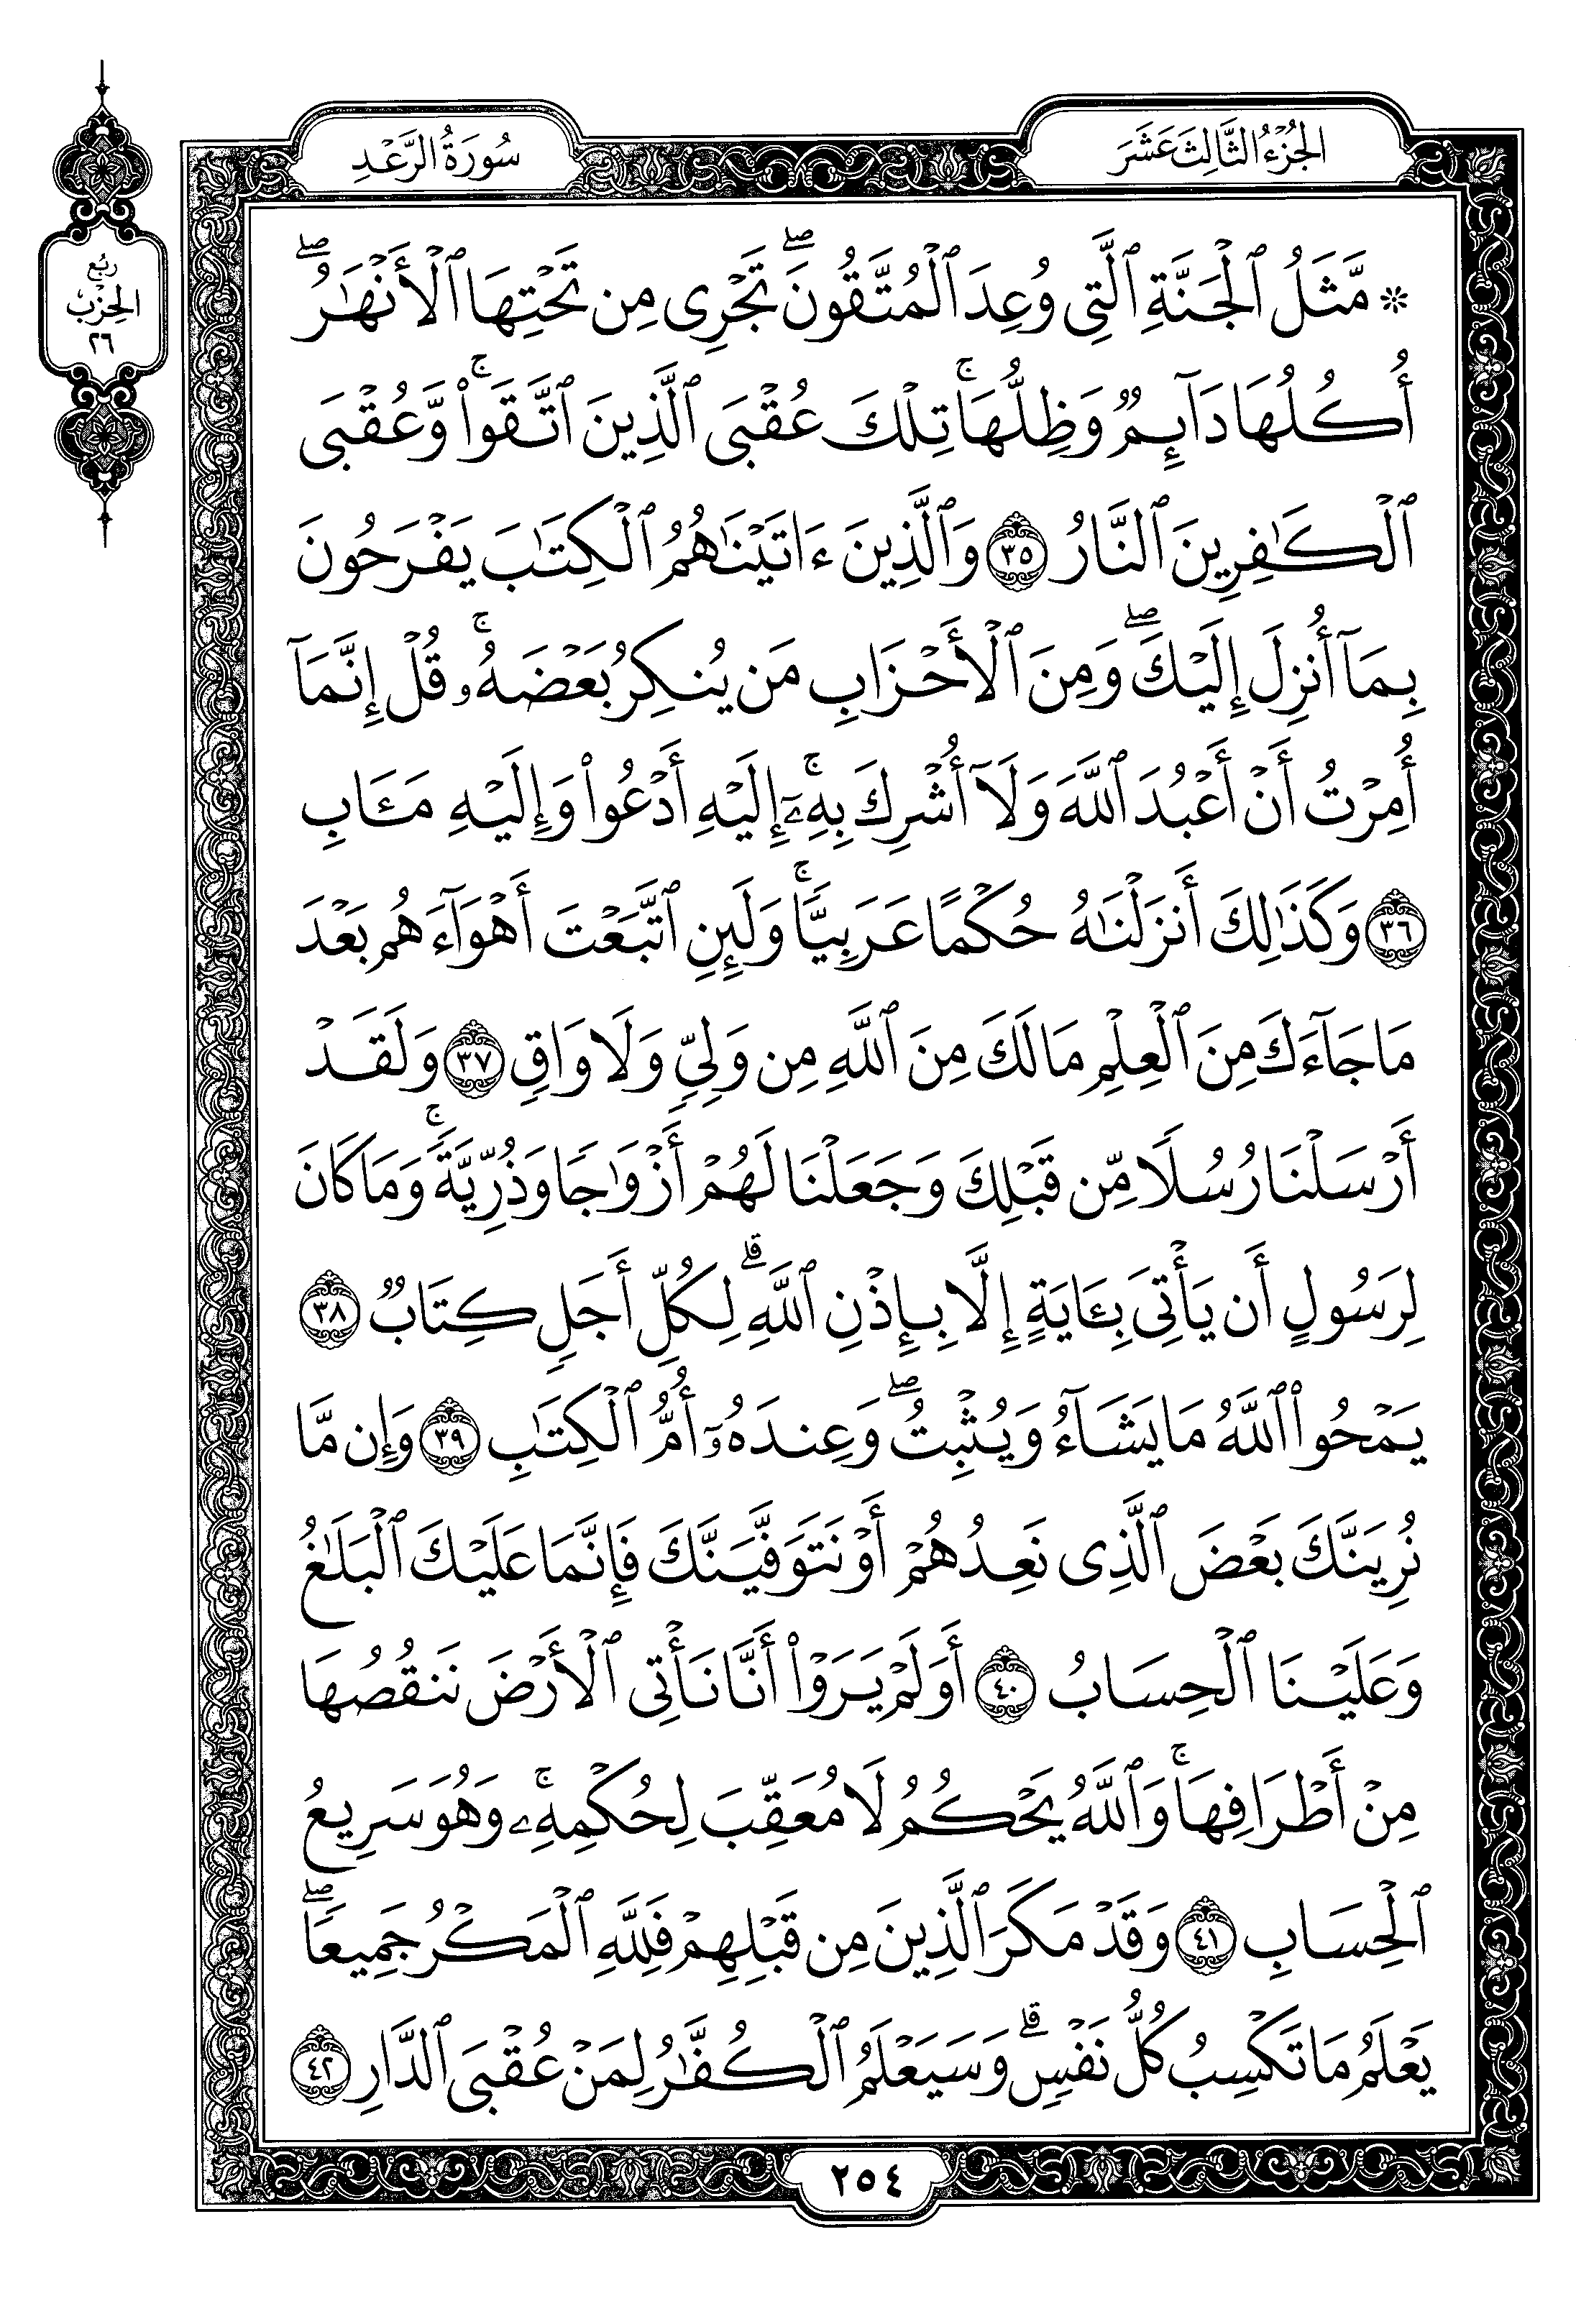 الجُزْءُ الثَّالِثَ عَشَرَ
سُورَةُ الرَّعْدِ
رُبْعُ
الحِزْبِ
٢٦
۞ مَّثَلُ ٱلْجَنَّةِ ٱلَّتِى وُعِدَ ٱلْمُتَّقُونَ ۖ تَجْرِى مِن تَحْتِهَا ٱلْأَنْهَٰرُ ۖ
أُكُلُهَا دَآئِمٌ وَظِلُّهَا ۚ تِلْكَ عُقْبَى ٱلَّذِينَ ٱتَّقَوا۟ ۚ وَّعُقْبَى
ٱلْكَٰفِرِينَ ٱلنَّارُ ٣٥ وَٱلَّذِينَ ءَاتَيْنَٰهُمُ ٱلْكِتَٰبَ يَفْرَحُونَ
بِمَآ أُنزِلَ إِلَيْكَ ۖ وَمِنَ ٱلْأَحْزَابِ مَن يُنكِرُ بَعْضَهُۥ ۚ قُلْ إِنَّمَآ
أُمِرْتُ أَنْ أَعْبُدَ ٱللَّهَ وَلَآ أُشْرِكَ بِهِۦٓ ۚ إِلَيْهِ أَدْعُوا۟ وَإِلَيْهِ مَـَٔابِ
٣٦ وَكَذَٰلِكَ أَنزَلْنَٰهُ حُكْمًا عَرَبِيًّا ۚ وَلَئِنِ ٱتَّبَعْتَ أَهْوَآءَهُم بَعْدَ
مَا جَآءَكَ مِنَ ٱلْعِلْمِ مَا لَكَ مِنَ ٱللَّهِ مِن وَلِىٍّ وَلَا وَاقٍ ٣٧ وَلَقَدْ
أَرْسَلْنَا رُسُلًا مِّن قَبْلِكَ وَجَعَلْنَا لَهُمْ أَزْوَٰجًا وَذُرِّيَّةً ۚ وَمَا كَانَ
لِرَسُولٍ أَن يَأْتِىَ بِـَٔايَةٍ إِلَّا بِإِذْنِ ٱللَّهِ ۗ لِكُلِّ أَجَلٍ كِتَابٌ ٣٨
يَمْحُوا۟ ٱللَّهُ مَا يَشَآءُ وَيُثْبِتُ ۖ وَعِندَهُۥٓ أُمُّ ٱلْكِتَٰبِ ٣٩ وَإِن مَّا
نُرِيَنَّكَ بَعْضَ ٱلَّذِى نَعِدُهُمْ أَوْ نَتَوَفَّيَنَّكَ فَإِنَّمَا عَلَيْكَ ٱلْبَلَٰغُ
وَعَلَيْنَا ٱلْحِسَابُ ٤٠ أَوَلَمْ يَرَوْا۟ أَنَّا نَأْتِى ٱلْأَرْضَ نَنقُصُهَا
مِنْ أَطْرَافِهَا ۚ وَٱللَّهُ يَحْكُمُ لَا مُعَقِّبَ لِحُكْمِهِۦ ۚ وَهُوَ سَرِيعُ
ٱلْحِسَابِ ٤١ وَقَدْ مَكَرَ ٱلَّذِينَ مِن قَبْلِهِمْ فَلِلَّهِ ٱلْمَكْرُ جَمِيعًا ۖ
يَعْلَمُ مَا تَكْسِبُ كُلُّ نَفْسٍ ۗ وَسَيَعْلَمُ ٱلْكُفَّٰرُ لِمَنْ عُقْبَى ٱلدَّارِ ٤٢
٢٥٤